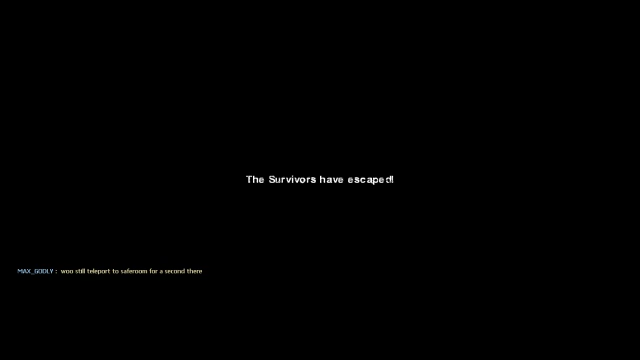 The Survivors have escaped!
MAX_GODLY : woo still teleport to saferoom for a second there